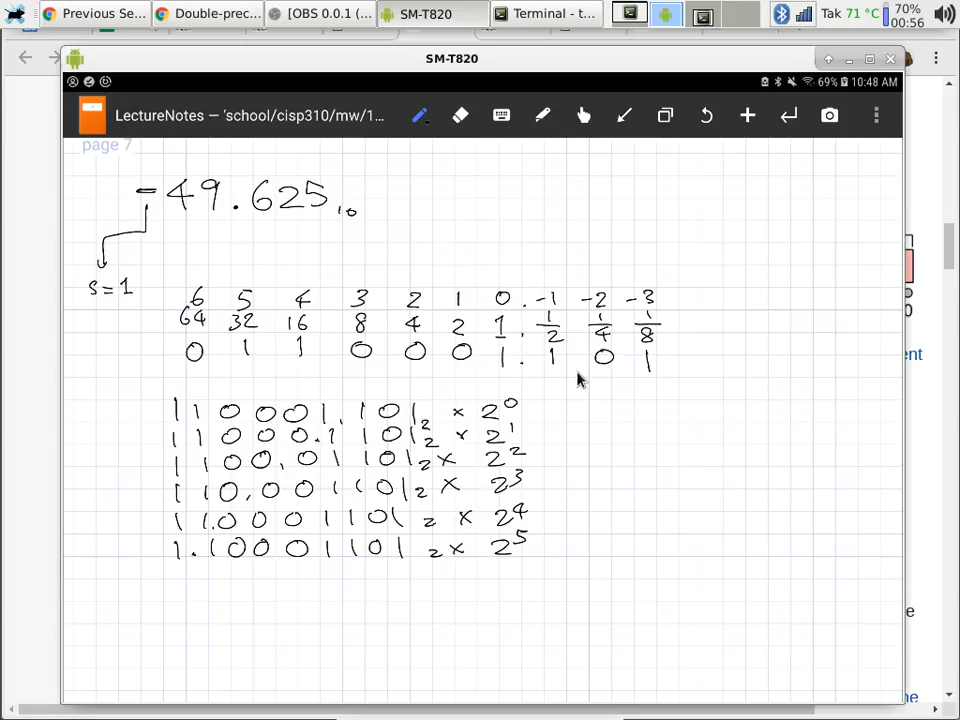 Previous Se... Double-prec... [OBS 0.0.1 (... SM-T820 Terminal - t... Tak 71 °C 70% 00:56
SM-T820
69% 10:48 AM
LectureNotes — ‘school/cisp310/mw/1...
page 7
-49.625₁₀
s=1
6 5 4 3 2 1 0 . -1 -2 -3
64 32 16 8 4 2 1 . 1/2 1/4 1/8
0 1 1 0 0 0 1 . 1 0 1
110001.101₂ × 2⁰
11000.1101₂ × 2¹
1100.01101₂ × 2²
110.001101₂ × 2³
11.0001101₂ × 2⁴
1.10001101₂ × 2⁵